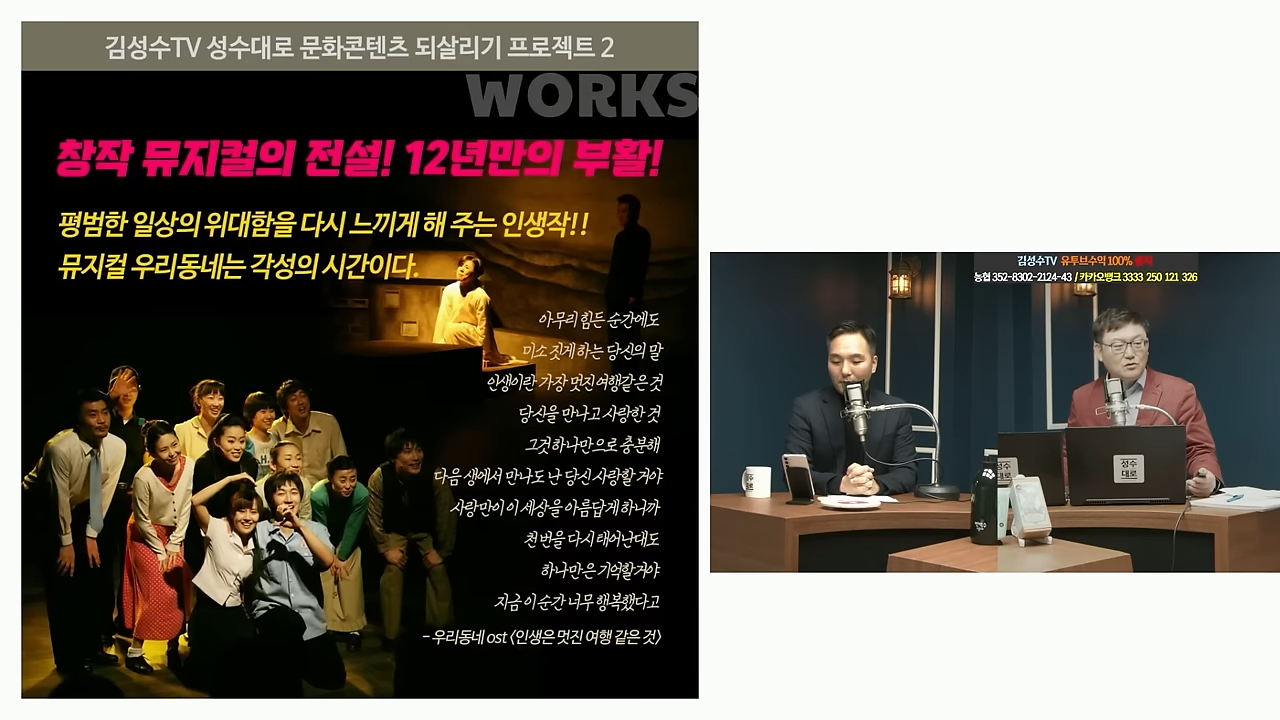 김성수TV 성수대로 문화콘텐츠 되살리기 프로젝트 2
WORKS
창작 뮤지컬의 전설! 12년만의 부활!
평범한 일상의 위대함을 다시 느끼게 해 주는 인생작!!
뮤지컬 우리동네는 각성의 시간이다.
아무리 힘든 순간에도
미소 짓게 하는 당신의 말
인생이란 가장 멋진 여행같은 것
당신을 만나고 사랑한 것
그것 하나만으로 충분해
다음 생에서 만나도 난 당신 사랑할 거야
사랑만이 이 세상을 아름답게 하니까
천 번을 다시 태어난대도
하나만은 기억할거야
지금 이 순간 너무 행복했다고
- 우리동네 ost <인생은 멋진 여행 같은 것>
김성수TV 유투브수익 100%
농협 352-8302-2124-43 / 카카오뱅크 3333 250 121 326
성수
대로